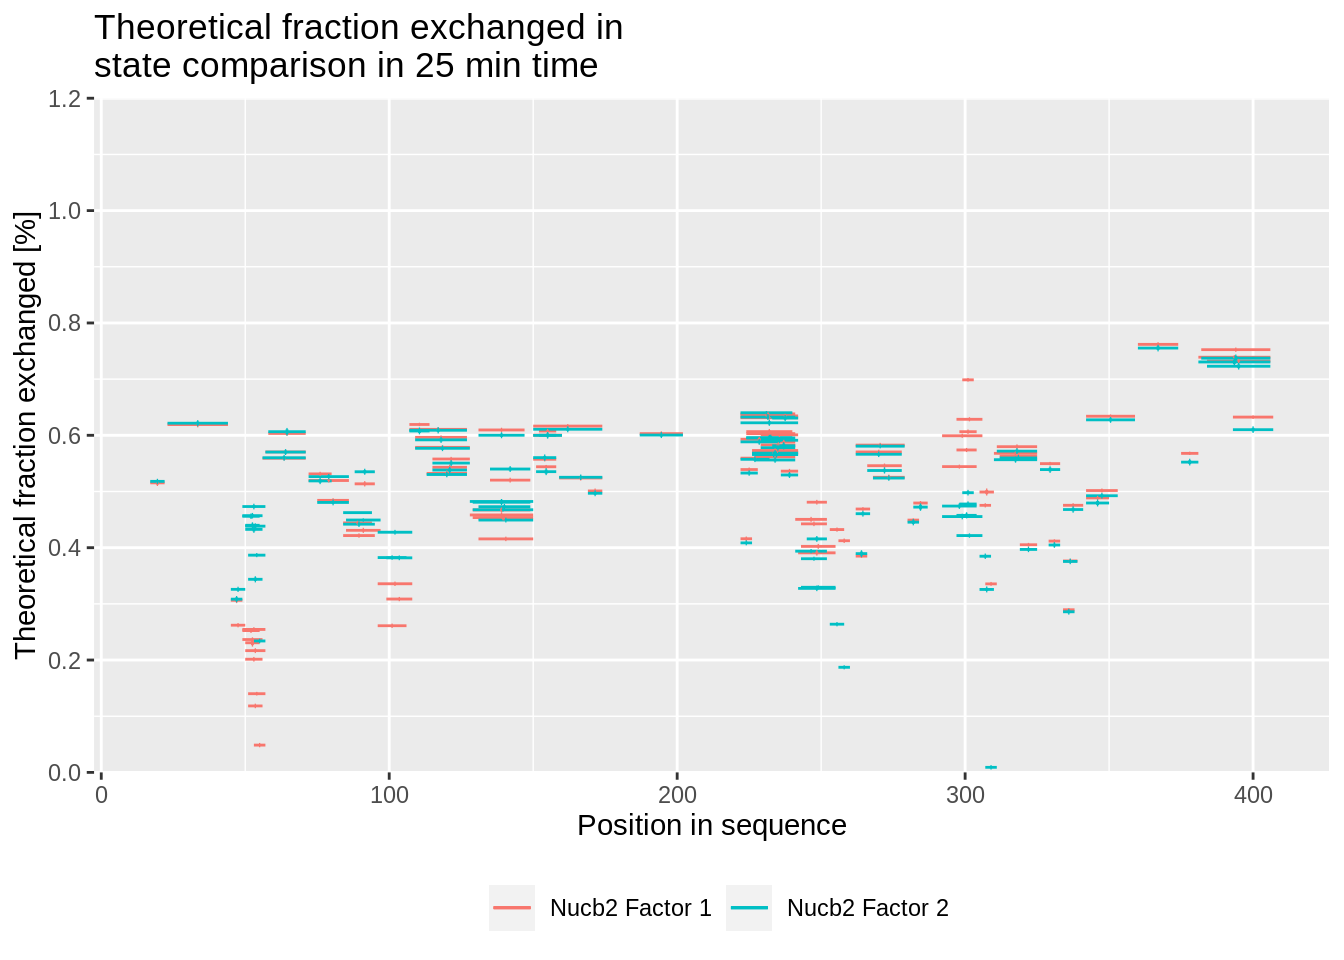 Theoretical fraction exchanged in
state comparison in 25 min time
Theoretical fraction exchanged [%]
1.2
1.0
0.8
0.6
0.4
0.2
0.0
0
100
200
300
400
Position in sequence
Nucb2 Factor 1
Nucb2 Factor 2